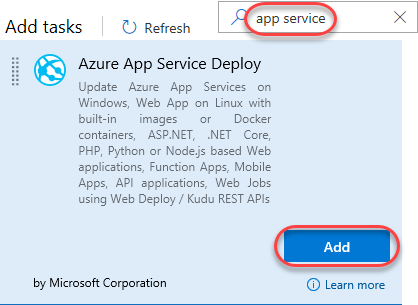 Add tasks
Refresh
app service
Azure App Service Deploy
Update Azure App Services on
Windows, Web App on Linux with
built-in images or Docker
containers, ASP.NET, .NET Core,
PHP, Python or Node.js based Web
applications, Function Apps, Mobile
Apps, API applications, Web Jobs
using Web Deploy / Kudu REST APIs
Add
by Microsoft Corporation
Learn more